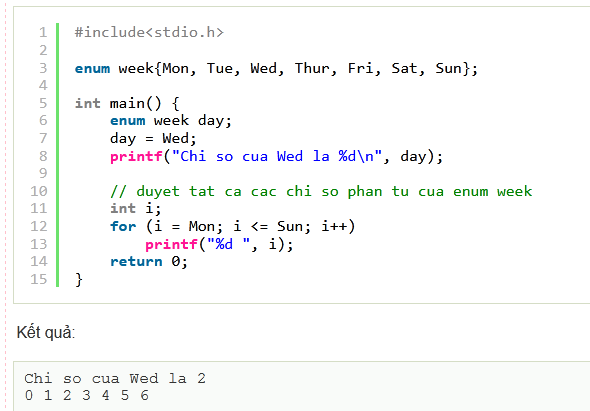 1 #include<stdio.h>
2
3 enum week{Mon, Tue, Wed, Thur, Fri, Sat, Sun};
4
5 int main() {
6     enum week day;
7     day = Wed;
8     printf("Chi so cua Wed la %d\n", day);
9
10     // duyet tat ca cac chi so phan tu cua enum week
11     int i;
12     for (i = Mon; i <= Sun; i++)
13         printf("%d ", i);
14     return 0;
15 }
Kết quả:
Chi so cua Wed la 2
0 1 2 3 4 5 6